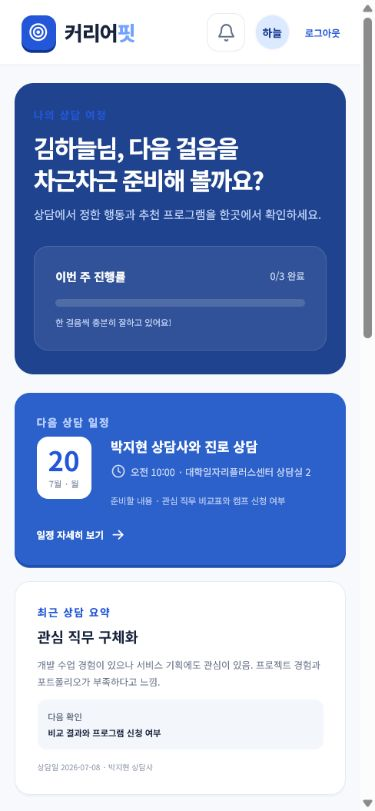 커리어핏
하늘
로그아웃
나의 상담 여정
김하늘님, 다음 걸음을
차근차근 준비해 볼까요?
상담에서 정한 행동과 추천 프로그램을 한곳에서 확인하세요.
이번 주 진행률
0/3 완료
한 걸음씩 충분히 잘하고 있어요!
다음 상담 일정
20
7월 · 월
박지현 상담사와 진로 상담
오전 10:00 · 대학일자리플러스센터 상담실 2
준비할 내용 · 관심 직무 비교표와 캠프 신청 여부
일정 자세히 보기 →
최근 상담 요약
관심 직무 구체화
개발 수업 경험이 있으나 서비스 기획에도 관심이 있음. 프로젝트 경험과
포트폴리오가 부족하다고 느낌.
다음 확인
비교 결과와 프로그램 신청 여부
상담일 2026-07-08 · 박지현 상담사